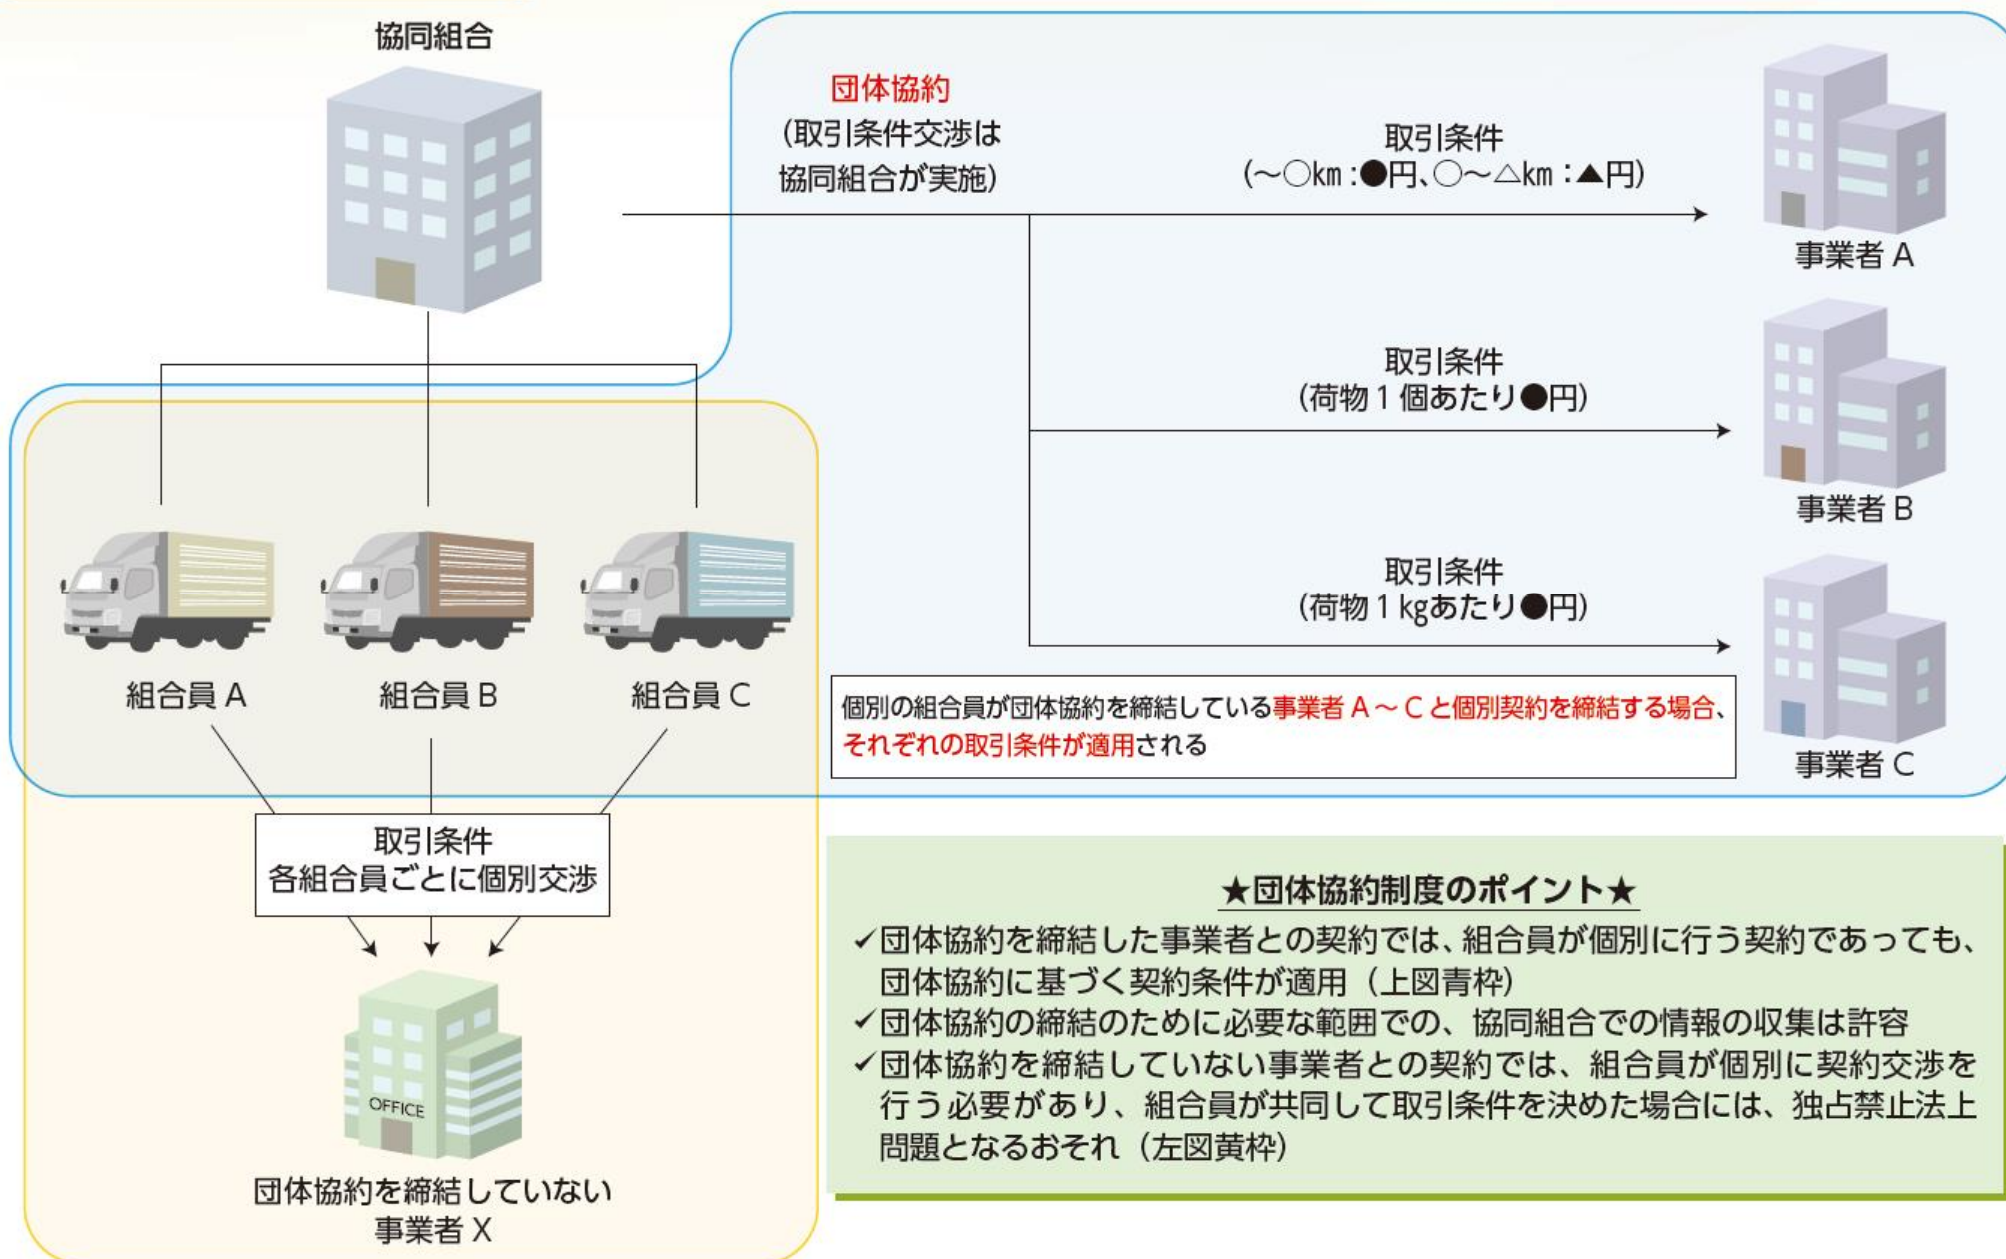 協同組合
団体協約
(取引条件交渉は
協同組合が実施)
取引条件
(～○km:●円、○～△km:▲円)
事業者 A
取引条件
(荷物 1 個あたり●円)
事業者 B
取引条件
(荷物 1 kgあたり●円)
事業者 C
組合員 A
組合員 B
組合員 C
個別の組合員が団体協約を締結している事業者 A ～ C と個別契約を締結する場合、
それぞれの取引条件が適用される
取引条件
各組合員ごとに個別交渉
OFFICE
団体協約を締結していない
事業者 X
★団体協約制度のポイント★
✓団体協約を締結した事業者との契約では、組合員が個別に行う契約であっても、
団体協約に基づく契約条件が適用（上図青枠）
✓団体協約の締結のために必要な範囲での、協同組合での情報の収集は許容
✓団体協約を締結していない事業者との契約では、組合員が個別に契約交渉を
行う必要があり、組合員が共同して取引条件を決めた場合には、独占禁止法上
問題となるおそれ（左図黄枠）